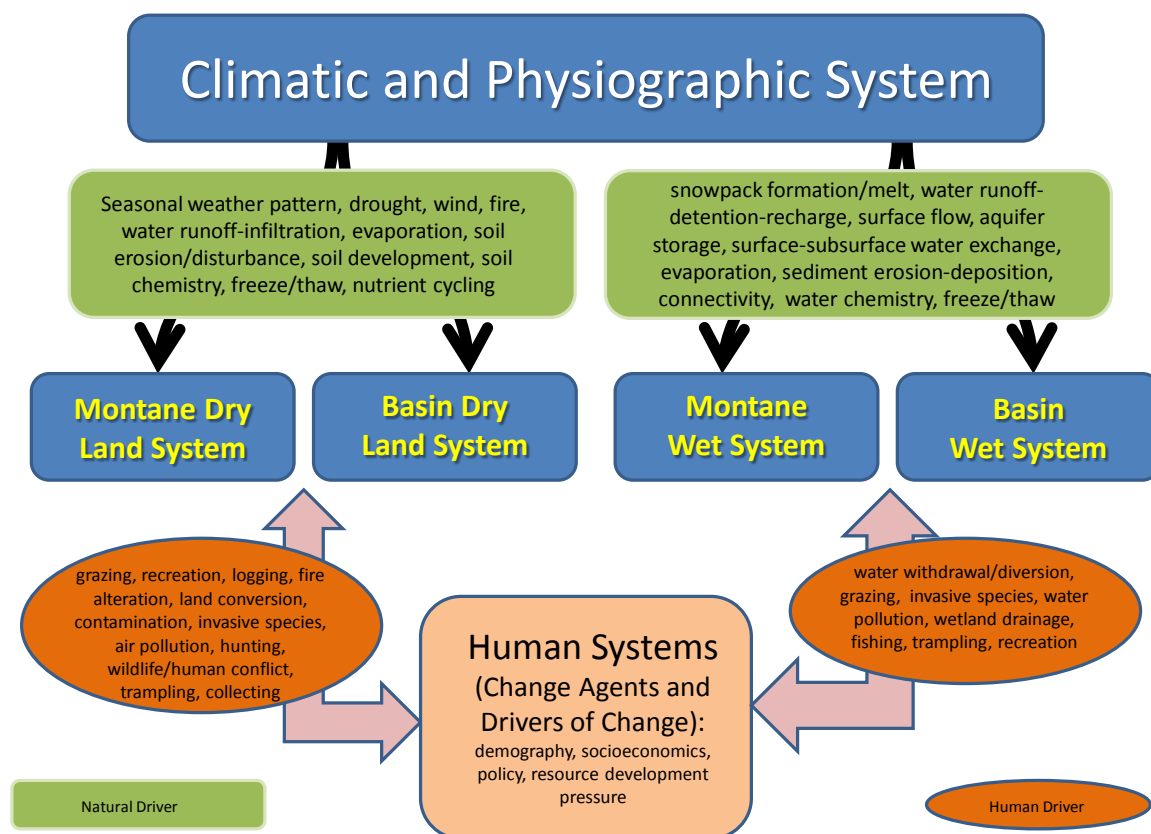 Climatic and Physiographic System
Seasonal weather pattern, drought, wind, fire,
water runoff-infiltration, evaporation, soil
erosion/disturbance, soil development, soil
chemistry, freeze/thaw, nutrient cycling
snowpack formation/melt, water runoff-
detention-recharge, surface flow, aquifer
storage, surface-subsurface water exchange,
evaporation, sediment erosion-deposition,
connectivity, water chemistry, freeze/thaw
Montane Dry
Land System
Basin Dry
Land System
Montane
Wet System
Basin
Wet System
grazing, recreation, logging, fire
alteration, land conversion,
contamination, invasive species,
air pollution, hunting,
wildlife/human conflict,
trampling, collecting
water withdrawal/diversion,
grazing, invasive species, water
pollution, wetland drainage,
fishing, trampling, recreation
Human Systems
(Change Agents and
Drivers of Change):
demography, socioeconomics,
policy, resource development
pressure
Natural Driver
Human Driver